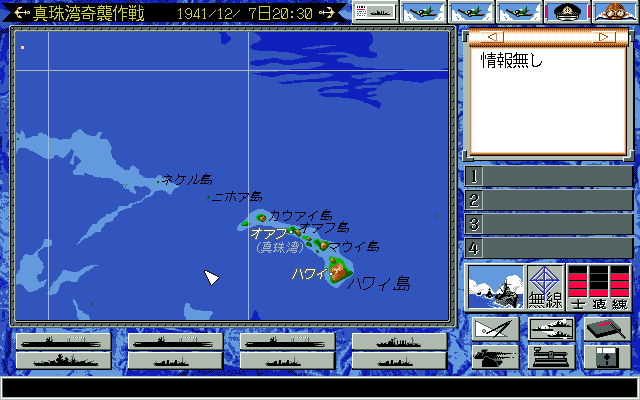 真珠湾奇襲作戦 1941/12/ 7日20:30
情報無し
ネケル島
ニホア島
カウアイ島
オアフ オアフ島
(真珠湾) マウイ島
ハワイ ハワイ島
1
2
3
4
無線 士 疲 練